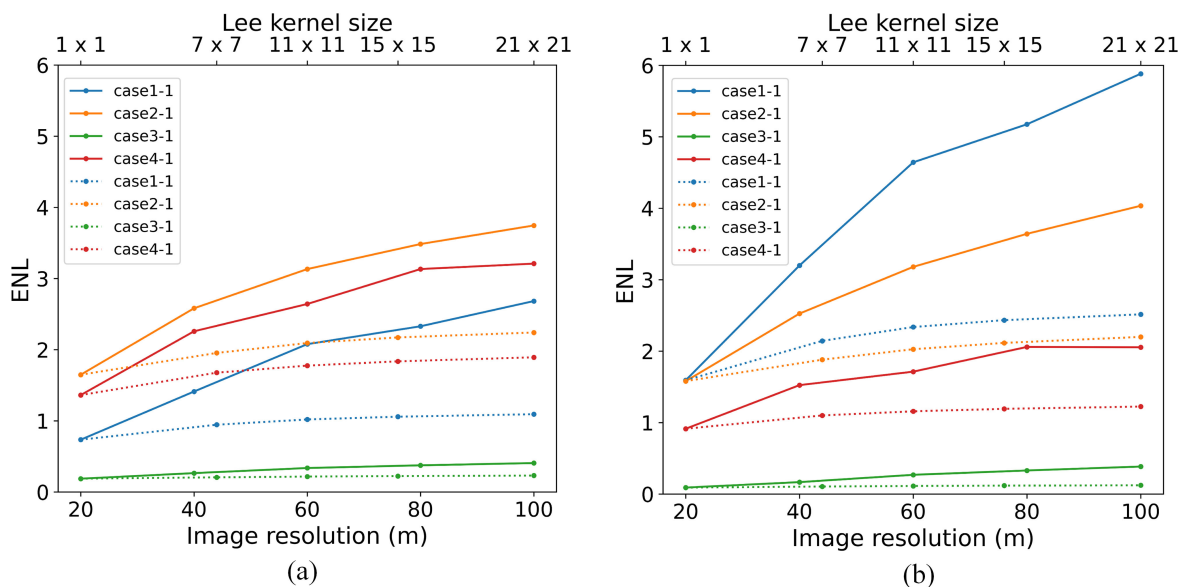 Lee kernel size
1 x 1 7 x 7 11 x 11 15 x 15 21 x 21
6
5
4
3
2
1
0
ENL
case1-1
case2-1
case3-1
case4-1
case1-1
case2-1
case3-1
case4-1
20 40 60 80 100
Image resolution (m)
(a)
Lee kernel size
1 x 1 7 x 7 11 x 11 15 x 15 21 x 21
6
5
4
3
2
1
0
ENL
case1-1
case2-1
case3-1
case4-1
case1-1
case2-1
case3-1
case4-1
20 40 60 80 100
Image resolution (m)
(b)